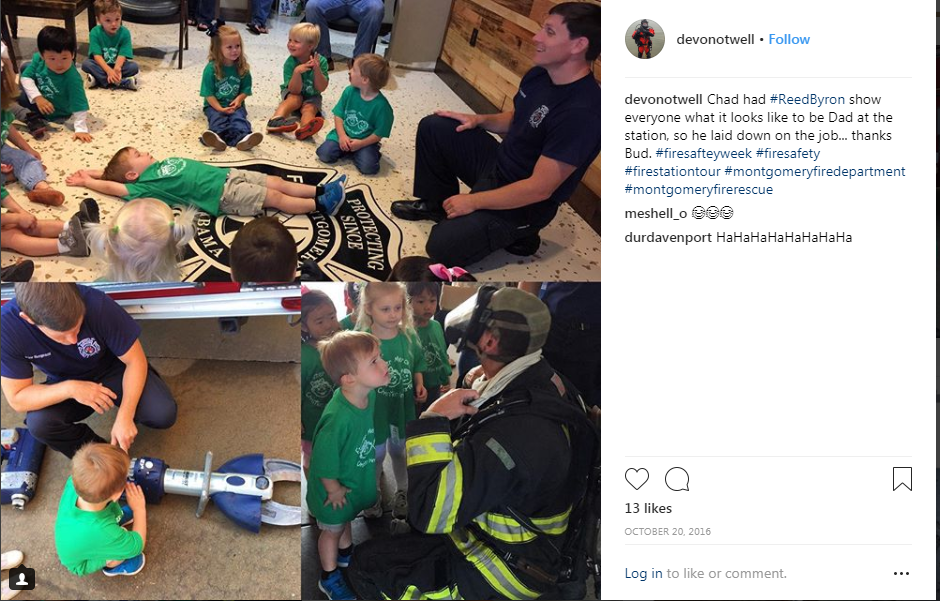 devonotwell • Follow
devonotwell Chad had #ReedByron show
everyone what it looks like to be Dad at the
station, so he laid down on the job... thanks
Bud. #firesafteyweek #firesafety
#firestationtour #montgomeryfiredepartment
#montgomeryfirerescue
meshell_o 😂😂😂
durdavenport HaHaHaHaHaHaHaHa
PROTECTING
SINCE
13 likes
OCTOBER 20, 2016
Log in to like or comment.